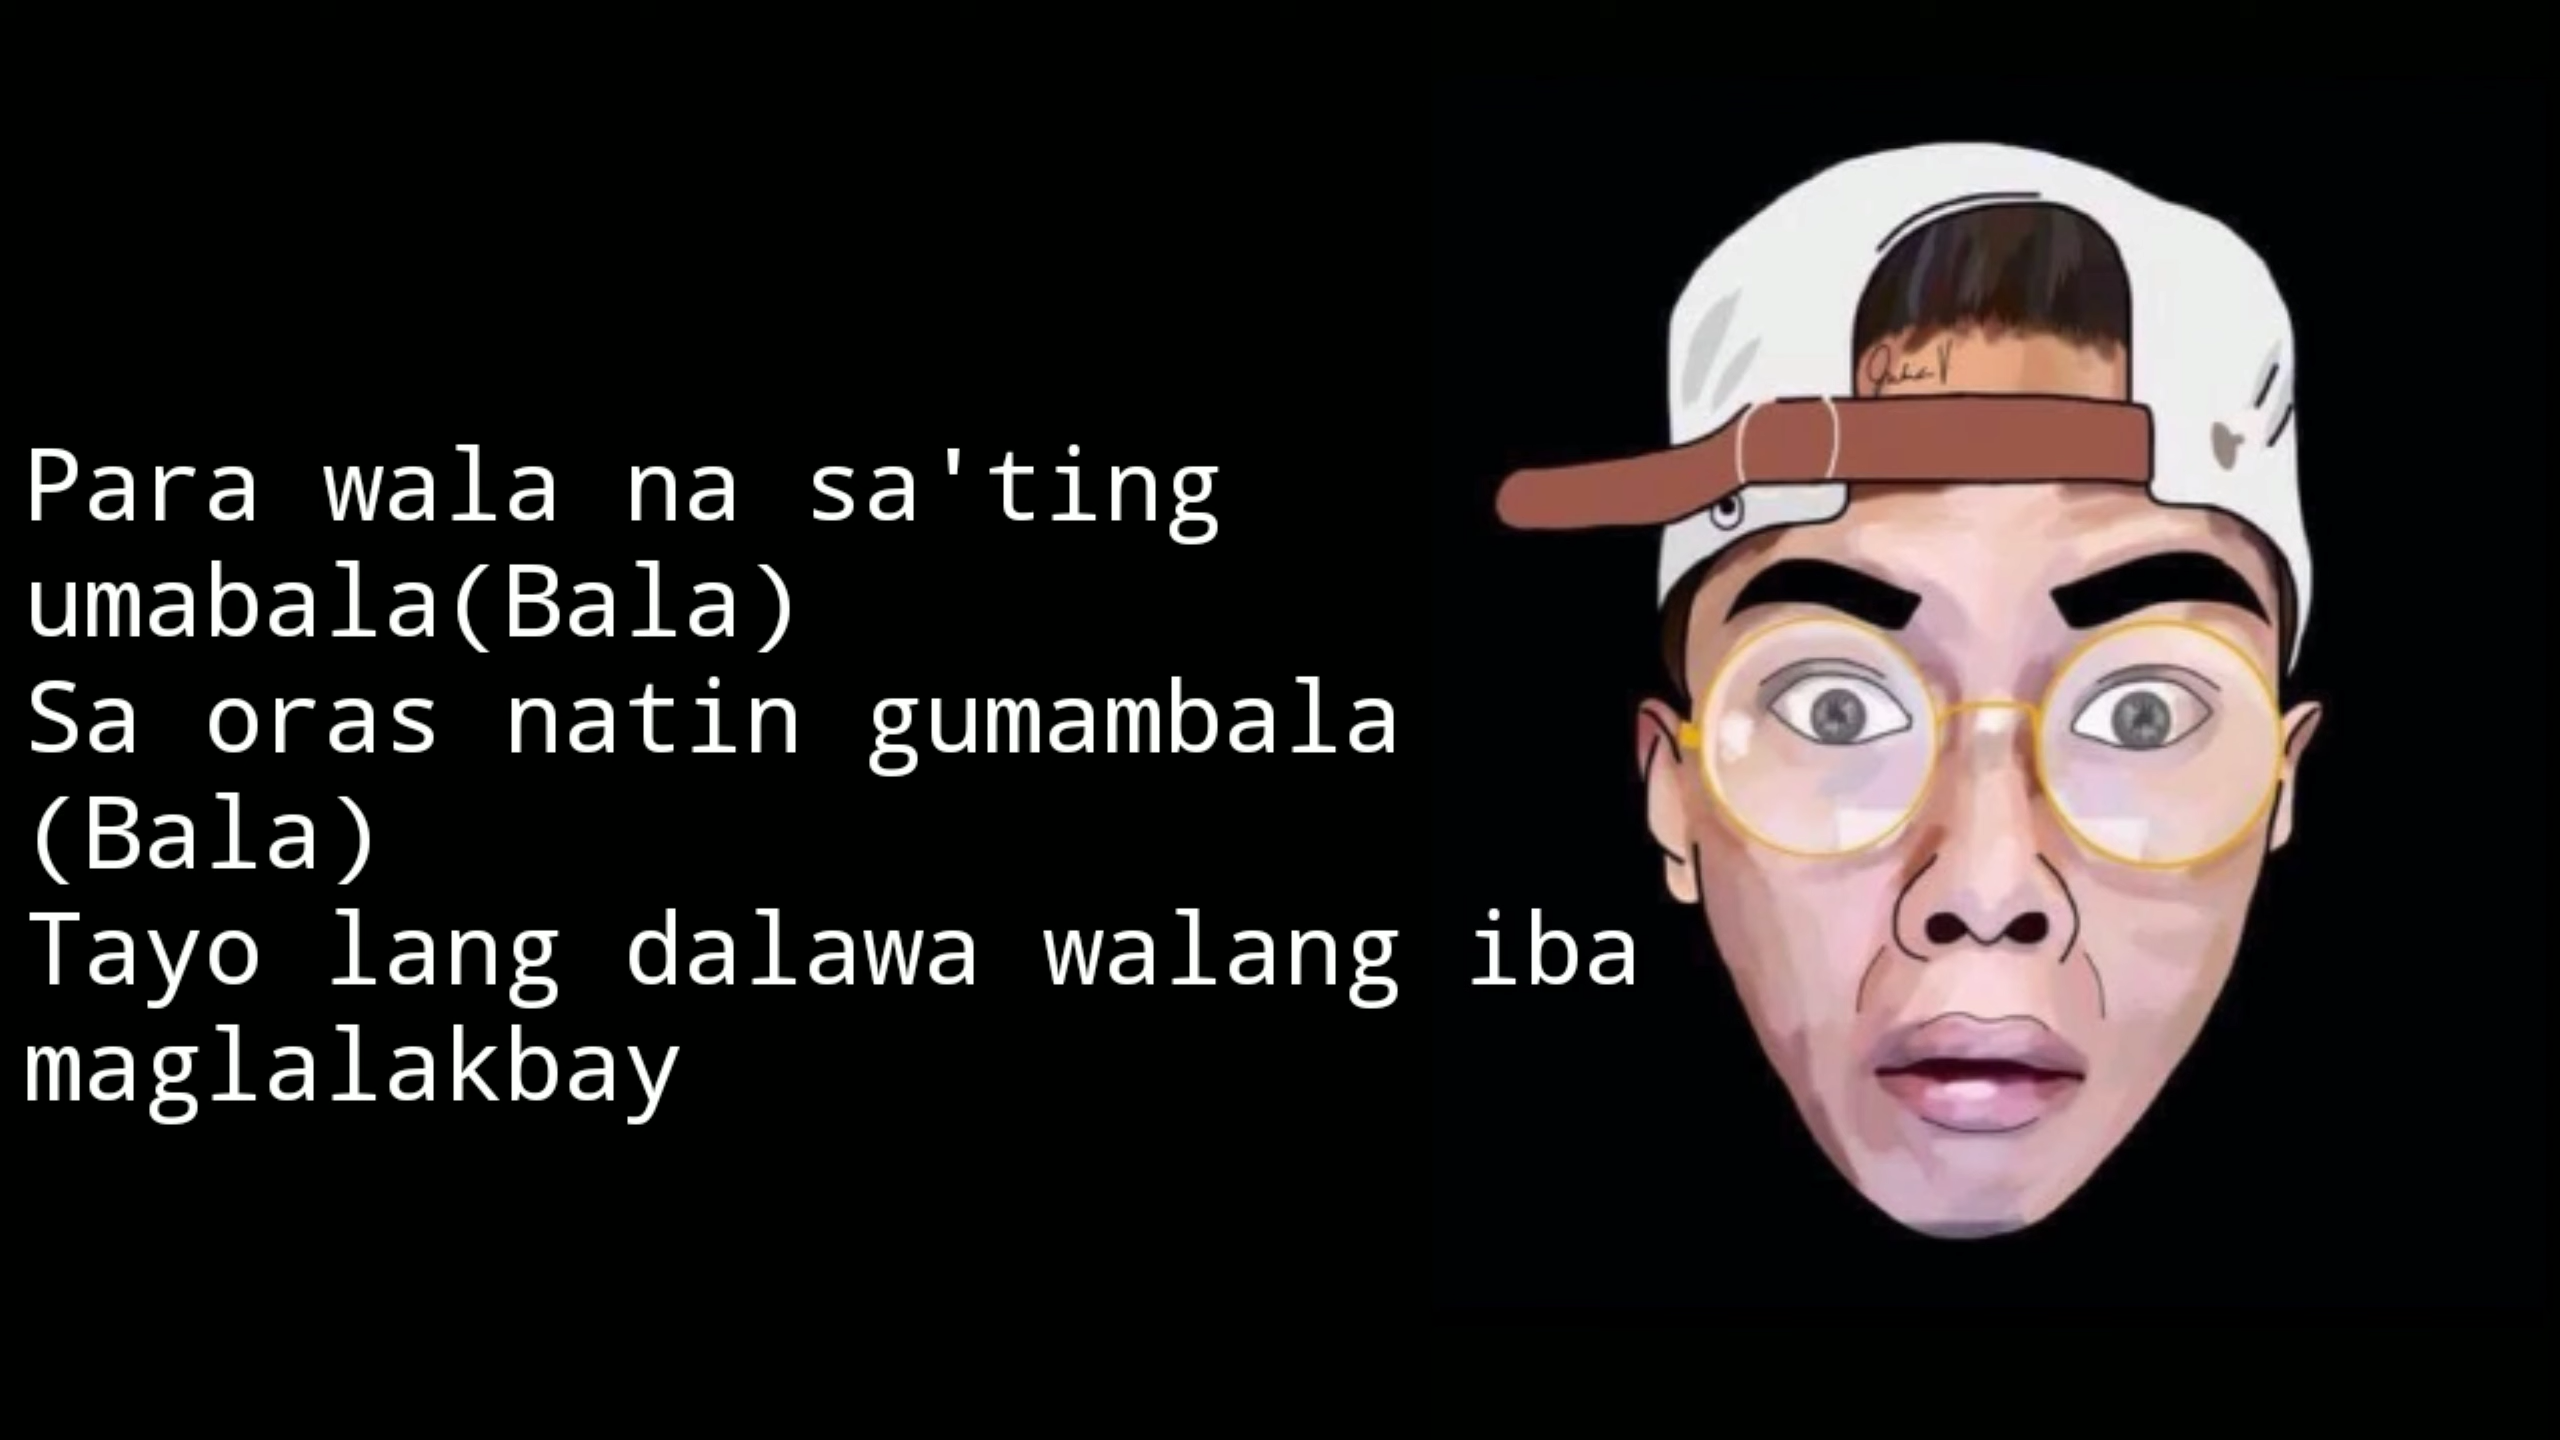 Para wala na sa'ting
umabala(Bala)
Sa oras natin gumambala
(Bala)
Tayo lang dalawa walang iba
maglalakbay